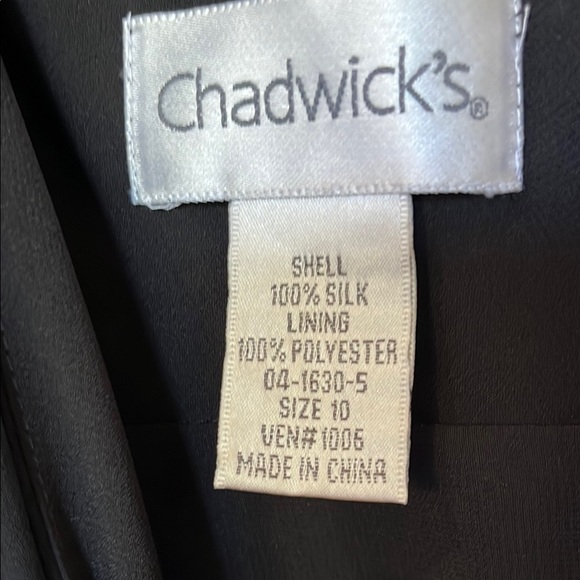 Chadwick's®
SHELL
100% SILK
LINING
100% POLYESTER
04-1630-5
SIZE 10
VEN#1006
MADE IN CHINA